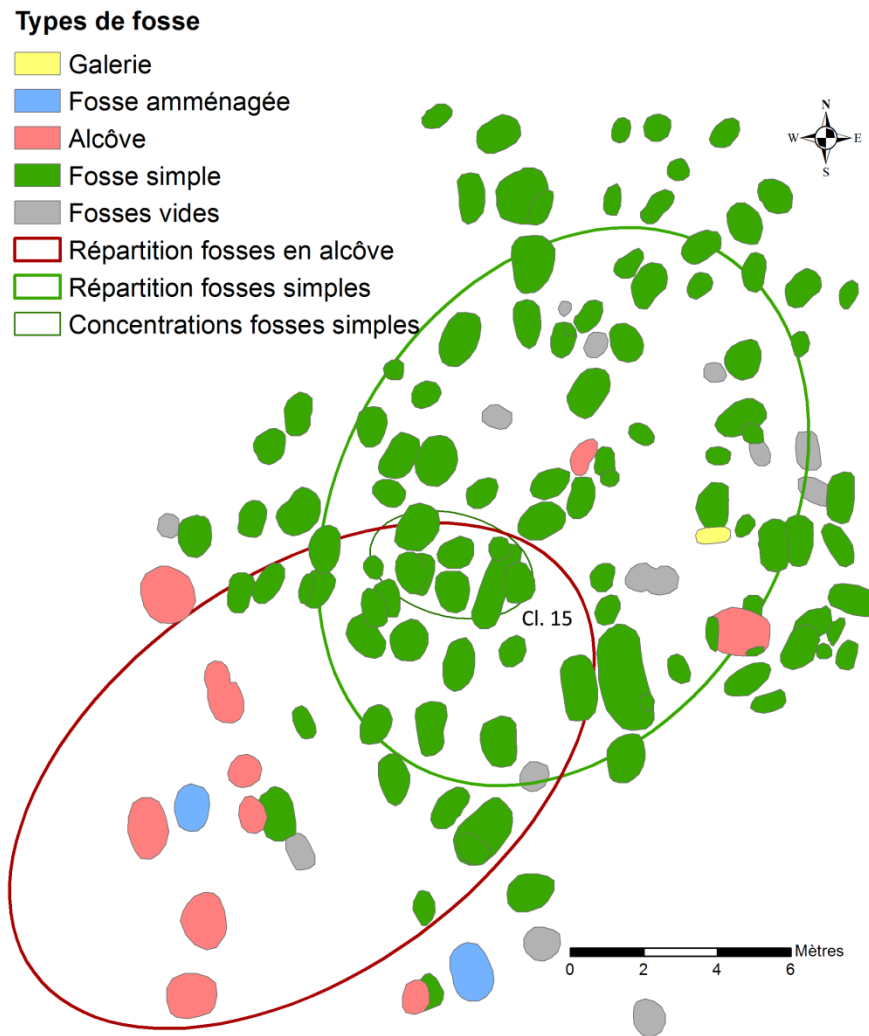 Types de fosse
Galerie
Fosse amménagée
Alcôve
Fosse simple
Fosses vides
Répartition fosses en alcôve
Répartition fosses simples
Concentrations fosses simples
N
W E
S
Cl. 15
Mètres
0 2 4 6